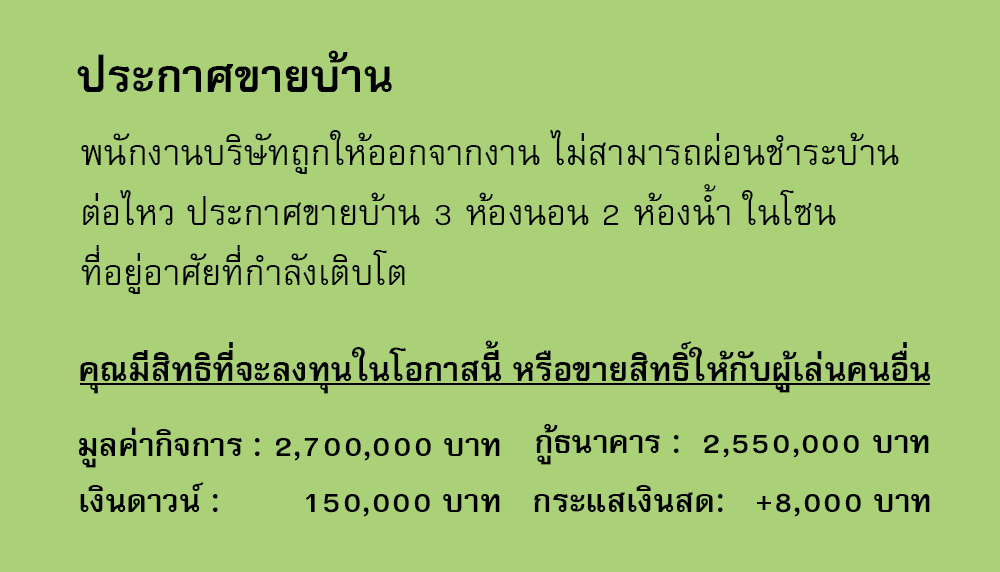 ประกาศขายบ้าน
พนักงานบริษัทถูกให้ออกจากงาน ไม่สามารถผ่อนชำระบ้าน
ต่อไหว ประกาศขายบ้าน 3 ห้องนอน 2 ห้องน้ำ ในโซน
ที่อยู่อาศัยที่กำลังเติบโต
คุณมีสิทธิที่จะลงทุนในโอกาสนี้ หรือขายสิทธิ์ให้กับผู้เล่นคนอื่น
มูลค่ากิจการ : 2,700,000 บาท กู้ธนาคาร : 2,550,000 บาท
เงินดาวน์ : 150,000 บาท กระแสเงินสด: +8,000 บาท